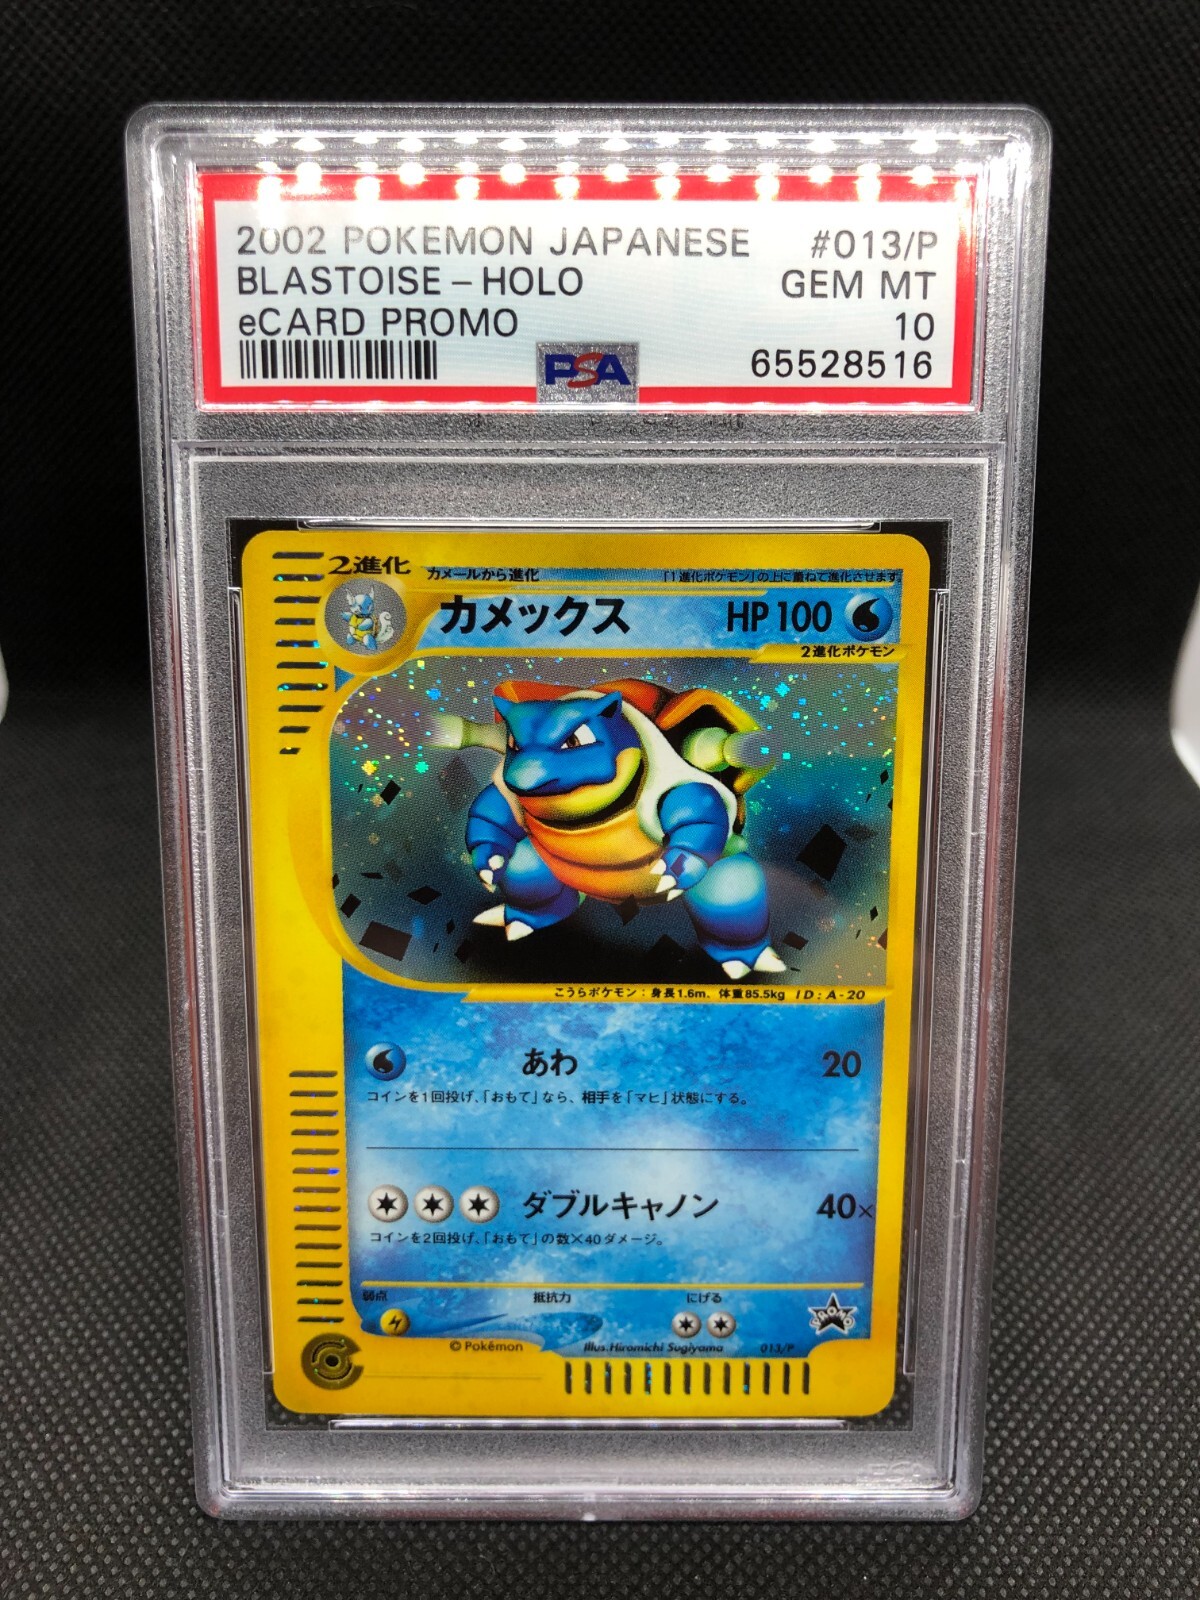 2002 POKEMON JAPANESE #013/P
BLASTOISE - HOLO GEM MT
eCARD PROMO 10
PSA 65528516
2進化 カメールから進化 「1進化ポケモン」の上に重ねて進化させます
カメックス HP100
2進化ポケモン
こうらポケモン:身長1.6m、体重85.5kg ID:A-20
あわ 20
コインを1回投げ、「おもて」なら、相手を「マヒ」状態にする。
ダブルキャノン 40×
コインを2回投げ、「おもて」の数×40ダメージ。
弱点 抵抗力 にげる
PROMO
©Pokémon Illus.Hiromichi Sugiyama 013/P